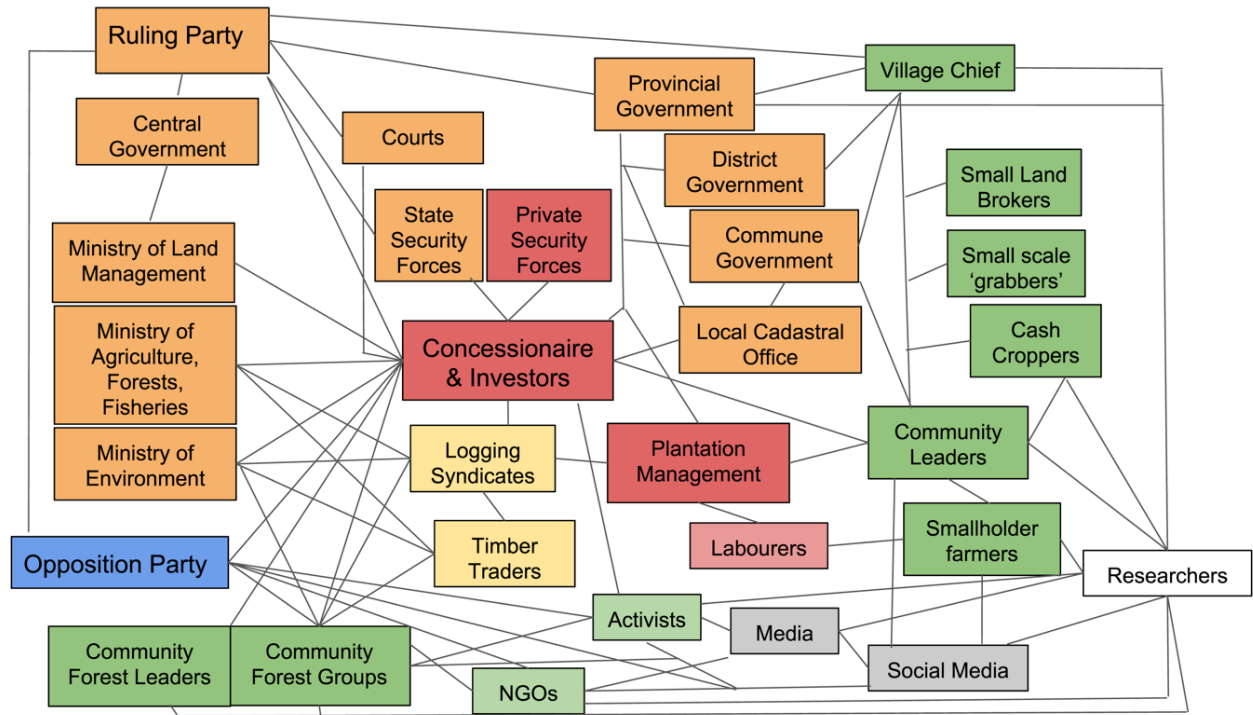 Ruling Party
Village Chief
Provincial
Government
Central
Government
Courts
District
Government
Small Land
Brokers
State
Security
Forces
Private
Security
Forces
Commune
Government
Ministry of Land
Management
Small scale
‘grabbers’
Ministry of
Agriculture,
Forests,
Fisheries
Concessionaire
& Investors
Local Cadastral
Office
Cash
Croppers
Ministry of
Environment
Logging
Syndicates
Plantation
Management
Community
Leaders
Opposition Party
Timber
Traders
Labourers
Smallholder
farmers
Researchers
Activists
Media
Community
Forest Leaders
Community
Forest Groups
NGOs
Social Media